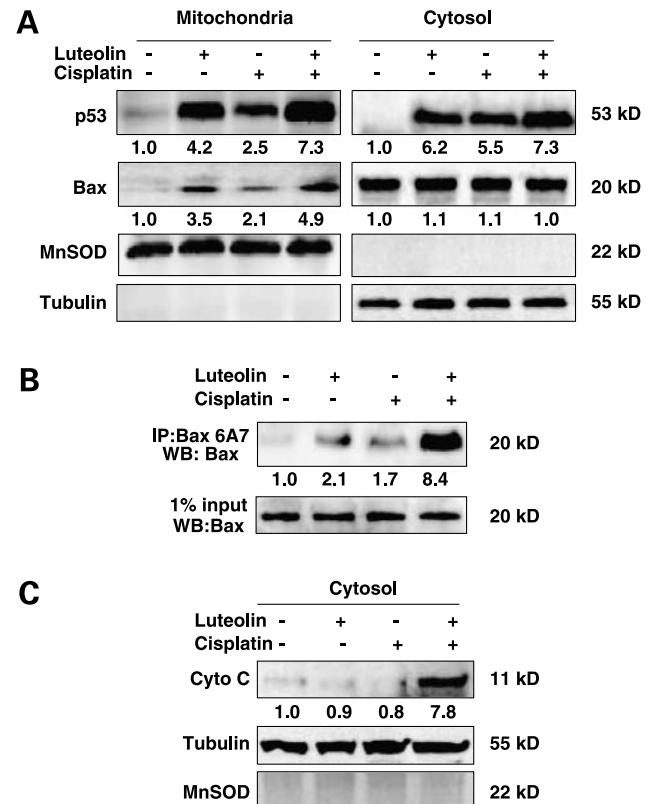 A
Mitochondria Cytosol
Luteolin - + - + - + - +
Cisplatin - - + + - - + +
p53 53 kD
1.0 4.2 2.5 7.3 1.0 6.2 5.5 7.3
Bax 20 kD
1.0 3.5 2.1 4.9 1.0 1.1 1.1 1.0
MnSOD 22 kD
Tubulin 55 kD
B
Luteolin - + - +
Cisplatin - - + +
IP:Bax 6A7
WB: Bax 20 kD
1.0 2.1 1.7 8.4
1% input
WB:Bax 20 kD
C
Cytosol
Luteolin - + - +
Cisplatin - - + +
Cyto C 11 kD
1.0 0.9 0.8 7.8
Tubulin 55 kD
MnSOD 22 kD